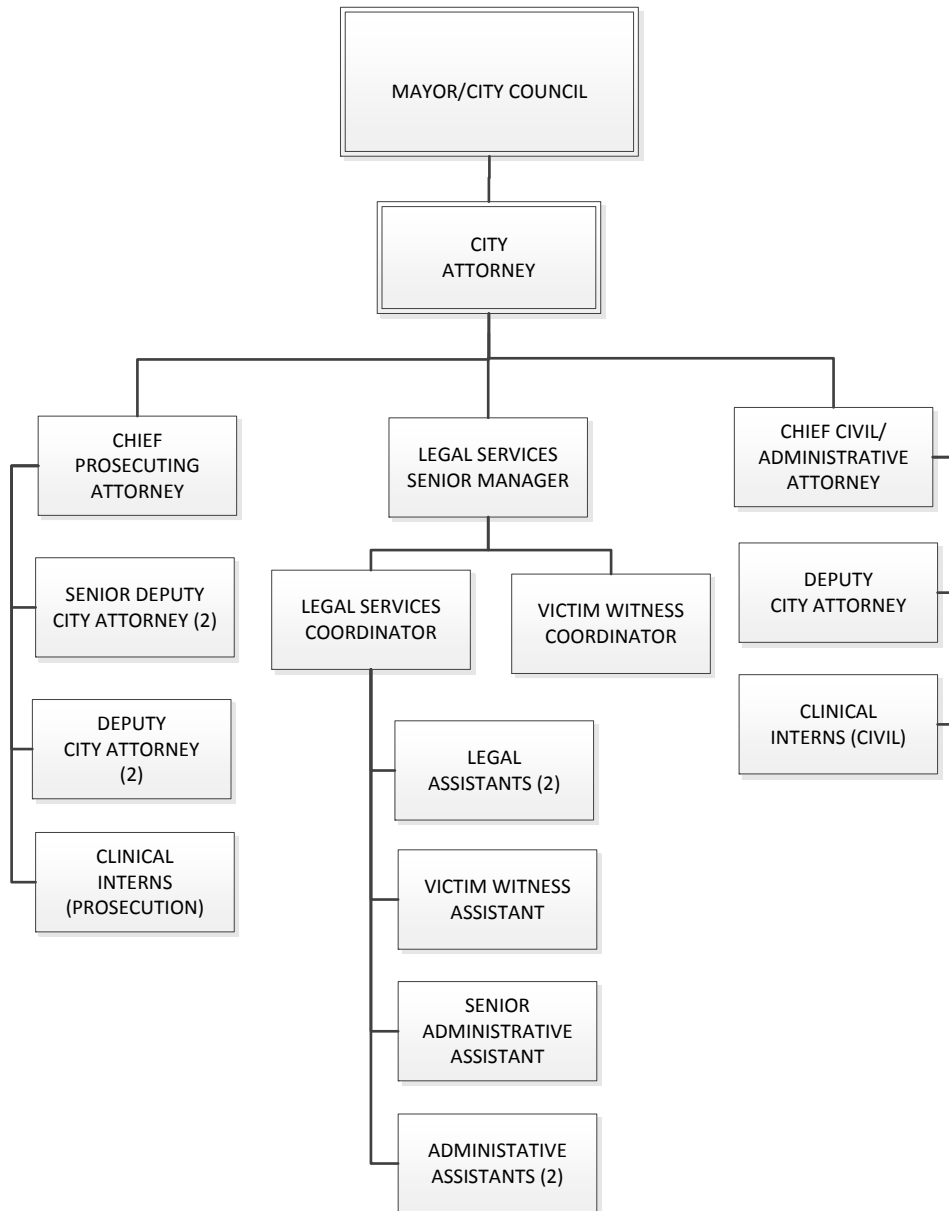 MAYOR/CITY COUNCIL
CITY
ATTORNEY
CHIEF
PROSECUTING
ATTORNEY
LEGAL SERVICES
SENIOR MANAGER
CHIEF CIVIL/
ADMINISTRATIVE
ATTORNEY
SENIOR DEPUTY
CITY ATTORNEY (2)
LEGAL SERVICES
COORDINATOR
VICTIM WITNESS
COORDINATOR
DEPUTY
CITY ATTORNEY
DEPUTY
CITY ATTORNEY
(2)
LEGAL
ASSISTANTS (2)
CLINICAL
INTERNS (CIVIL)
CLINICAL
INTERNS
(PROSECUTION)
VICTIM WITNESS
ASSISTANT
SENIOR
ADMINISTRATIVE
ASSISTANT
ADMINISTATIVE
ASSISTANTS (2)